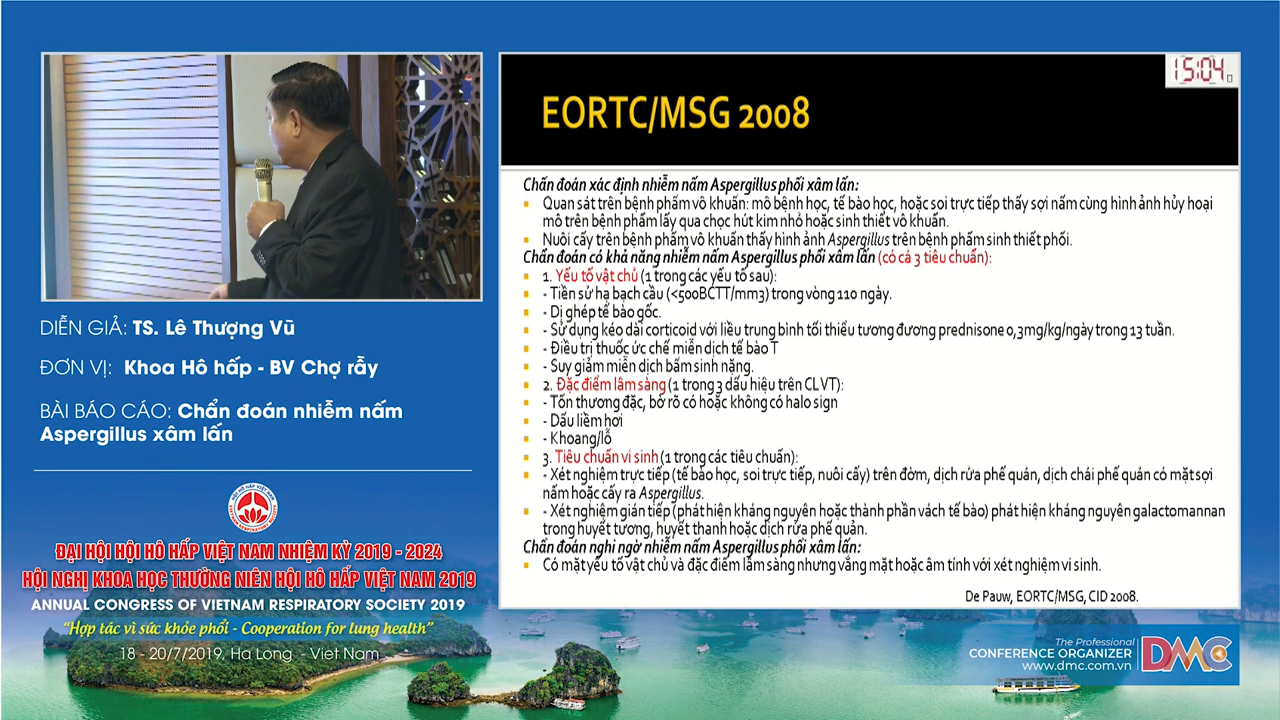 15:04
EORTC/MSG 2008
Chẩn đoán xác định nhiễm nấm Aspergillus phổi xâm lấn:
Quan sát trên bệnh phẩm vô khuẩn: mô bệnh học, tế bào học, hoặc soi trực tiếp thấy sợi nấm cùng hình ảnh hủy hoại
mô trên bệnh phẩm lấy qua chọc hút kim nhỏ hoặc sinh thiết vô khuẩn.
Nuôi cấy trên bệnh phẩm vô khuẩn thấy hình ảnh Aspergillus trên bệnh phẩm sinh thiết phổi.
Chẩn đoán có khả năng nhiễm nấm Aspergillus phổi xâm lấn (có cả 3 tiêu chuẩn):
1. Yếu tố vật chủ (1 trong các yếu tố sau):
- Tiền sử hạ bạch cầu (<500BCTT/mm3) trong vòng 110 ngày.
- Dị ghép tế bào gốc.
- Sử dụng kéo dài corticoid với liều trung bình tối thiểu tương đương prednisone 0,3mg/kg/ngày trong 13 tuần.
- Điều trị thuốc ức chế miễn dịch tế bào T
- Suy giảm miễn dịch bẩm sinh nặng.
2. Đặc điểm lâm sàng (1 trong 3 dấu hiệu trên CLVT):
- Tổn thương đặc, bờ rõ có hoặc không có halo sign
- Dấu liềm hơi
- Khoang/lỗ
3. Tiêu chuẩn vi sinh (1 trong các tiêu chuẩn):
- Xét nghiệm trực tiếp (tế bào học, soi trực tiếp, nuôi cấy) trên đờm, dịch rửa phế quản, dịch chải phế quản có mặt sợi
nấm hoặc cấy ra Aspergillus.
- Xét nghiệm gián tiếp (phát hiện kháng nguyên hoặc thành phần vách tế bào) phát hiện kháng nguyên galactomannan
trong huyết tương, huyết thanh hoặc dịch rửa phế quản.
Chẩn đoán nghi ngờ nhiễm nấm Aspergillus phổi xâm lấn:
Có mặt yếu tố vật chủ và đặc điểm lâm sàng nhưng vắng mặt hoặc âm tính với xét nghiệm vi sinh.
De Pauw, EORTC/MSG, CID 2008.
DIỄN GIẢ: TS. Lê Thượng Vũ
ĐƠN VỊ: Khoa Hô hấp - BV Chợ rẫy
BÀI BÁO CÁO: Chẩn đoán nhiễm nấm
Aspergillus xâm lấn
ĐẠI HỘI HỘI HÔ HẤP VIỆT NAM NHIỆM KỲ 2019 - 2024
HỘI NGHỊ KHOA HỌC THƯỜNG NIÊN HỘI HÔ HẤP VIỆT NAM 2019
ANNUAL CONGRESS OF VIETNAM RESPIRATORY SOCIETY 2019
"Hợp tác vì sức khỏe phổi - Cooperation for lung health"
18 - 20/7/2019, Ha Long - Viet Nam
The Professional
CONFERENCE ORGANIZER
www.dmc.com.vn
DMC